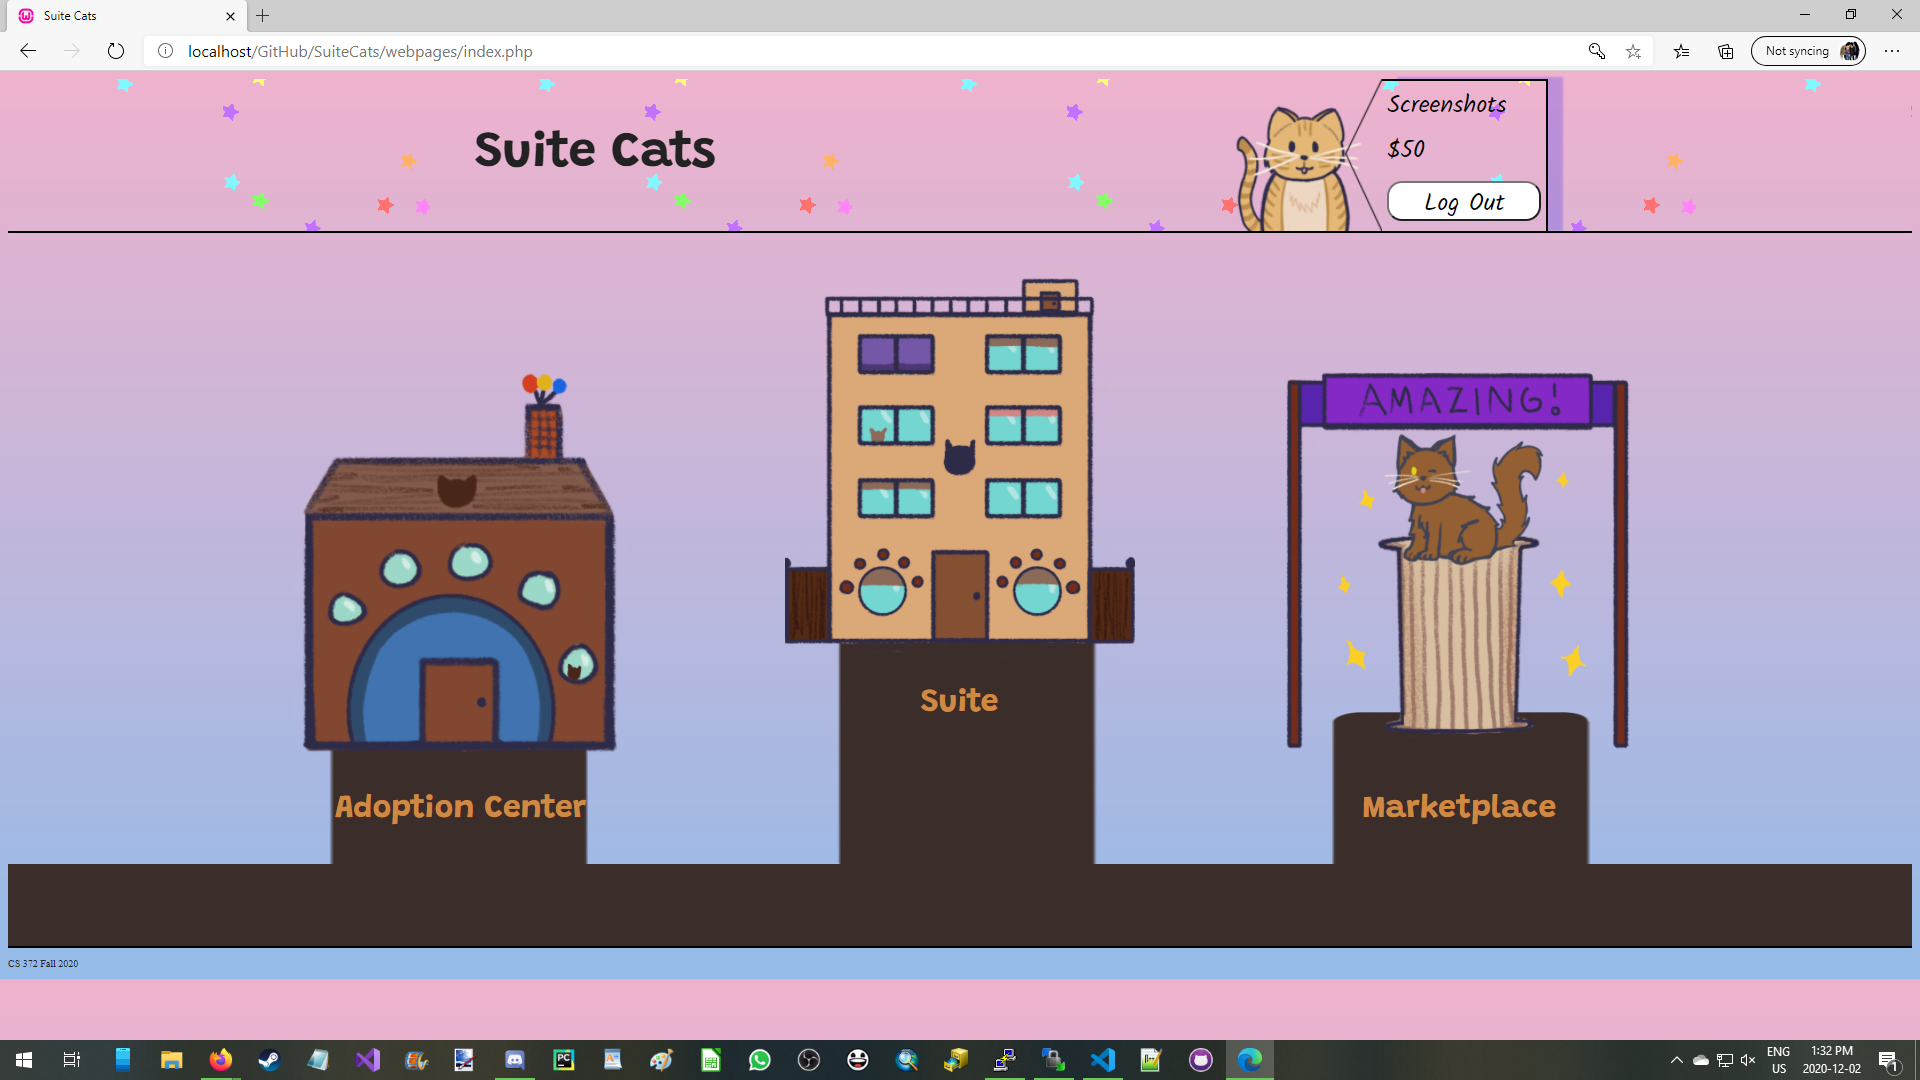 Suite Cats
localhost/GitHub/SuiteCats/webpages/index.php
Not syncing
Suite Cats
Screenshots
$50
Log Out
AMAZING!
Suite
Adoption Center
Marketplace
CS 372 Fall 2020
ENG
US
1:32 PM
2020-12-02
1